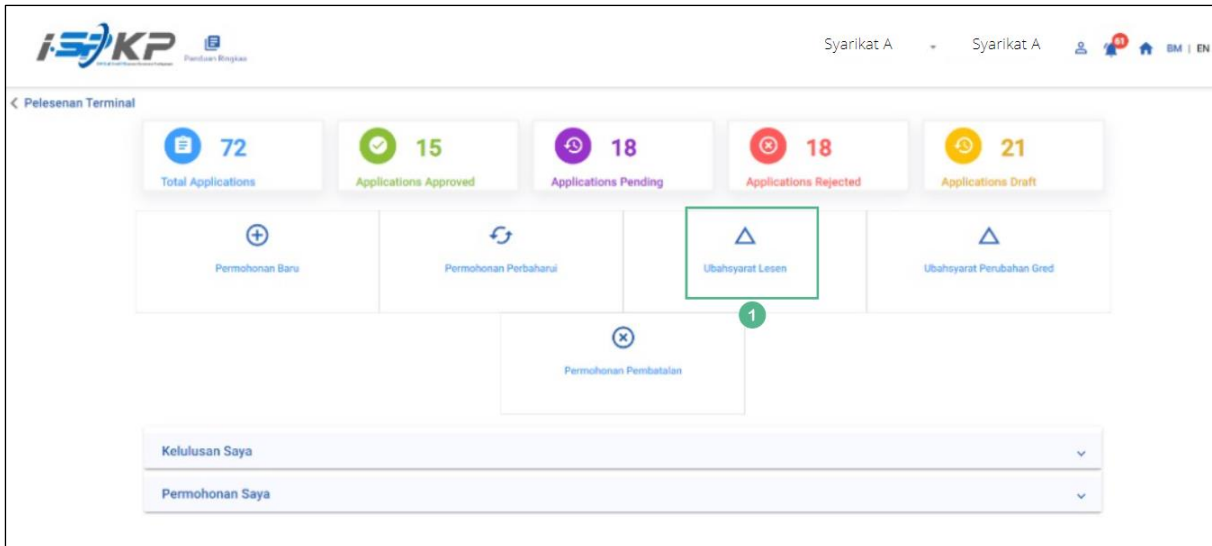 i-SPKP
Panduan Ringkas
Syarikat A
Syarikat A
61
BM | EN
Pelesenan Terminal
72
Total Applications
15
Applications Approved
18
Applications Pending
18
Applications Rejected
21
Applications Draft
Permohonan Baru
Permohonan Perbaharui
Ubahsyarat Lesen
Ubahsyarat Perubahan Gred
1
Permohonan Pembatalan
Kelulusan Saya
Permohonan Saya